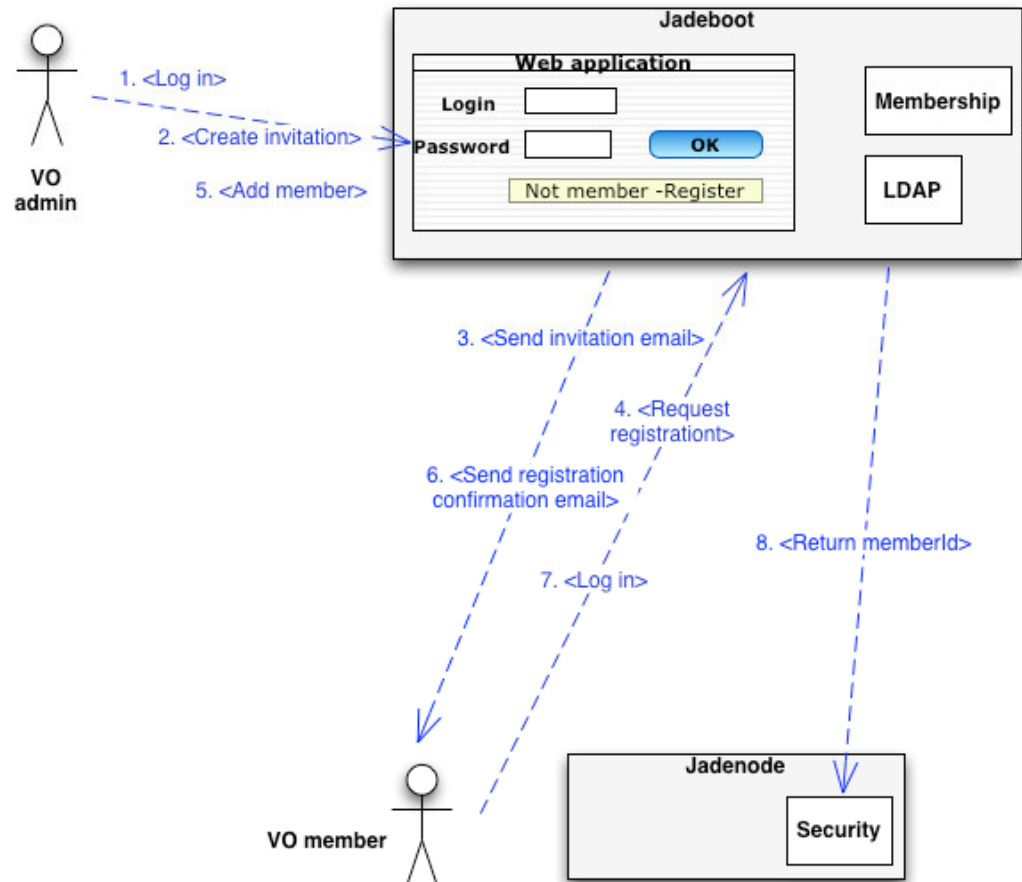 Jadeboot
Web application
Login
Password
OK
Not member -Register
Membership
LDAP
VO
admin
1. <Log in>
2. <Create invitation>
5. <Add member>
3. <Send invitation email>
4. <Request
registrationt>
6. <Send registration
confirmation email>
7. <Log in>
8. <Return memberId>
VO member
Jadenode
Security